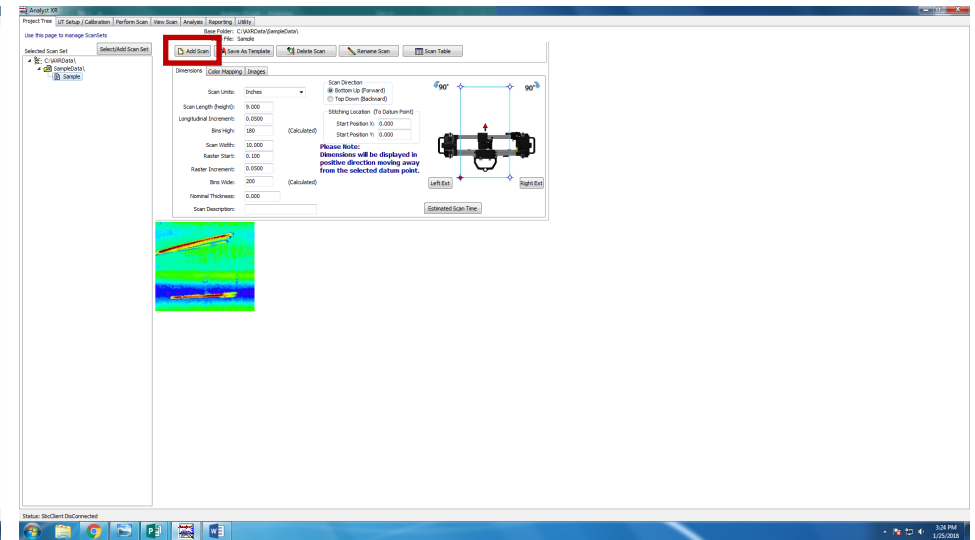 Analyst XR
Project Tree UT Setup / Calibration Perform Scan View Scan Analysis Reporting Utility
Use this page to manage ScanSets
Base Folder: C:\AXRData\SampleData\
File: Sample
Selected Scan Set Select/Add Scan Set
Add Scan Save As Template Delete Scan Rename Scan Scan Table
C:\AXRData\
SampleData\
Sample
Dimensions Color Mapping Images
Scan Units: Inches
Scan Length (height): 9.000
Longitudinal Increment: 0.0500
Bins High: 180 (Calculated)
Scan Width: 10.000
Raster Start: 0.100
Raster Increment: 0.0500
Bins Wide: 200 (Calculated)
Nominal Thickness: 0.000
Scan Description:
Scan Direction
Bottom Up (Forward)
Top Down (Backward)
Stitching Location (To Datum Point)
Start Position X: 0.000
Start Position Y: 0.000
Please Note:
Dimensions will be displayed in
positive direction moving away
from the selected datum point.
90° 90°
Left Ext Right Ext
Estimated Scan Time
Status: SbcClient DisConnected
3:24 PM
1/25/2018